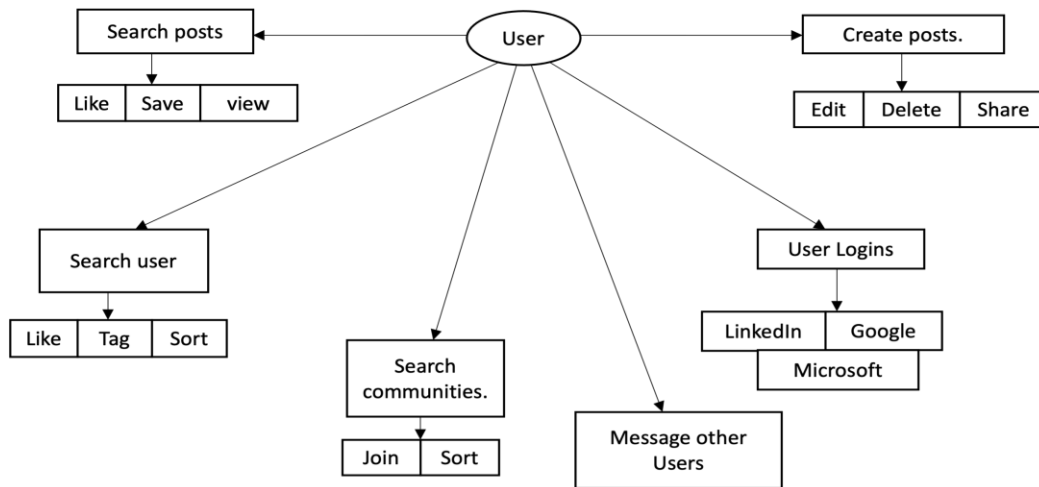 Search posts
User
Create posts.
Like
Save
view
Edit
Delete
Share
Search user
User Logins
Like
Tag
Sort
LinkedIn
Google
Microsoft
Search
communities.
Join
Sort
Message other
Users